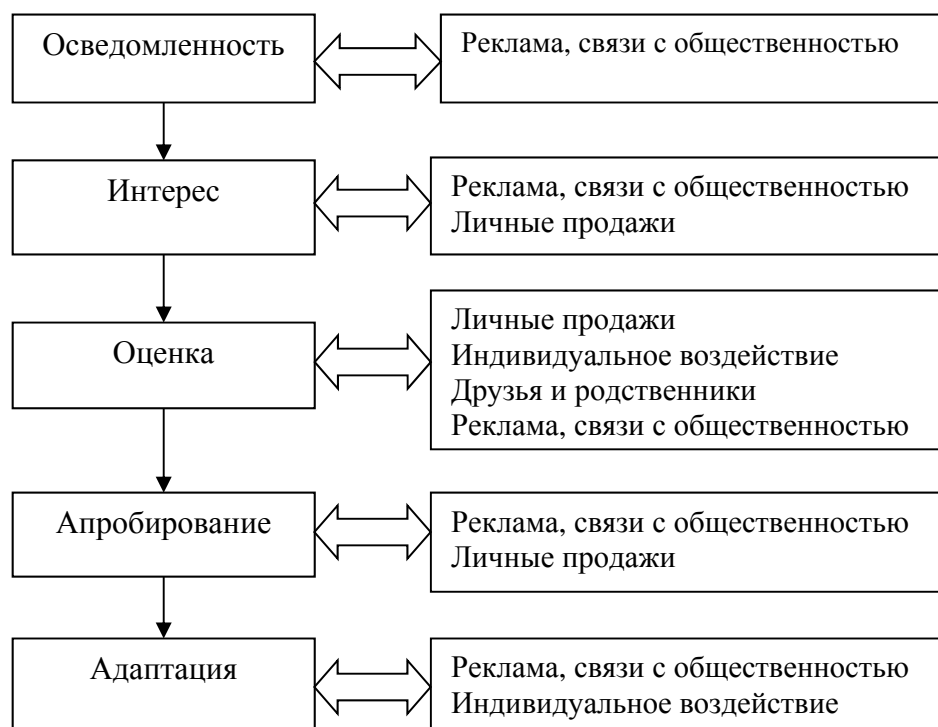 Осведомленность
Реклама, связи с общественностью
Интерес
Реклама, связи с общественностью
Личные продажи
Оценка
Личные продажи
Индивидуальное воздействие
Друзья и родственники
Реклама, связи с общественностью
Апробирование
Реклама, связи с общественностью
Личные продажи
Адаптация
Реклама, связи с общественностью
Индивидуальное воздействие